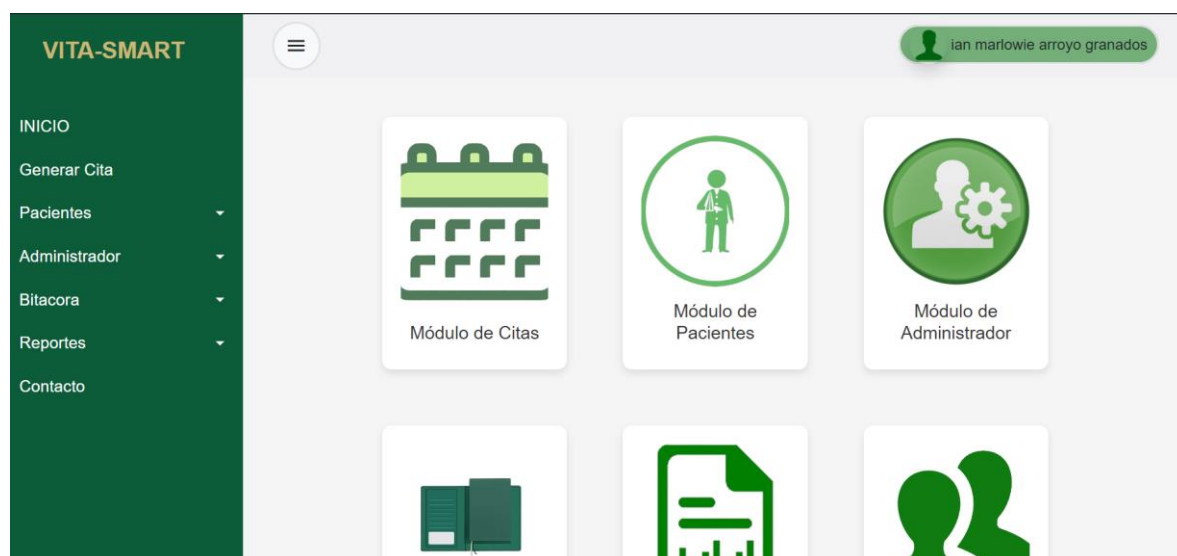 VITA-SMART
ian marlowie arroyo granados
INICIO
Generar Cita
Pacientes
Administrador
Bitacora
Reportes
Contacto
Módulo de Citas
Módulo de
Pacientes
Módulo de
Administrador